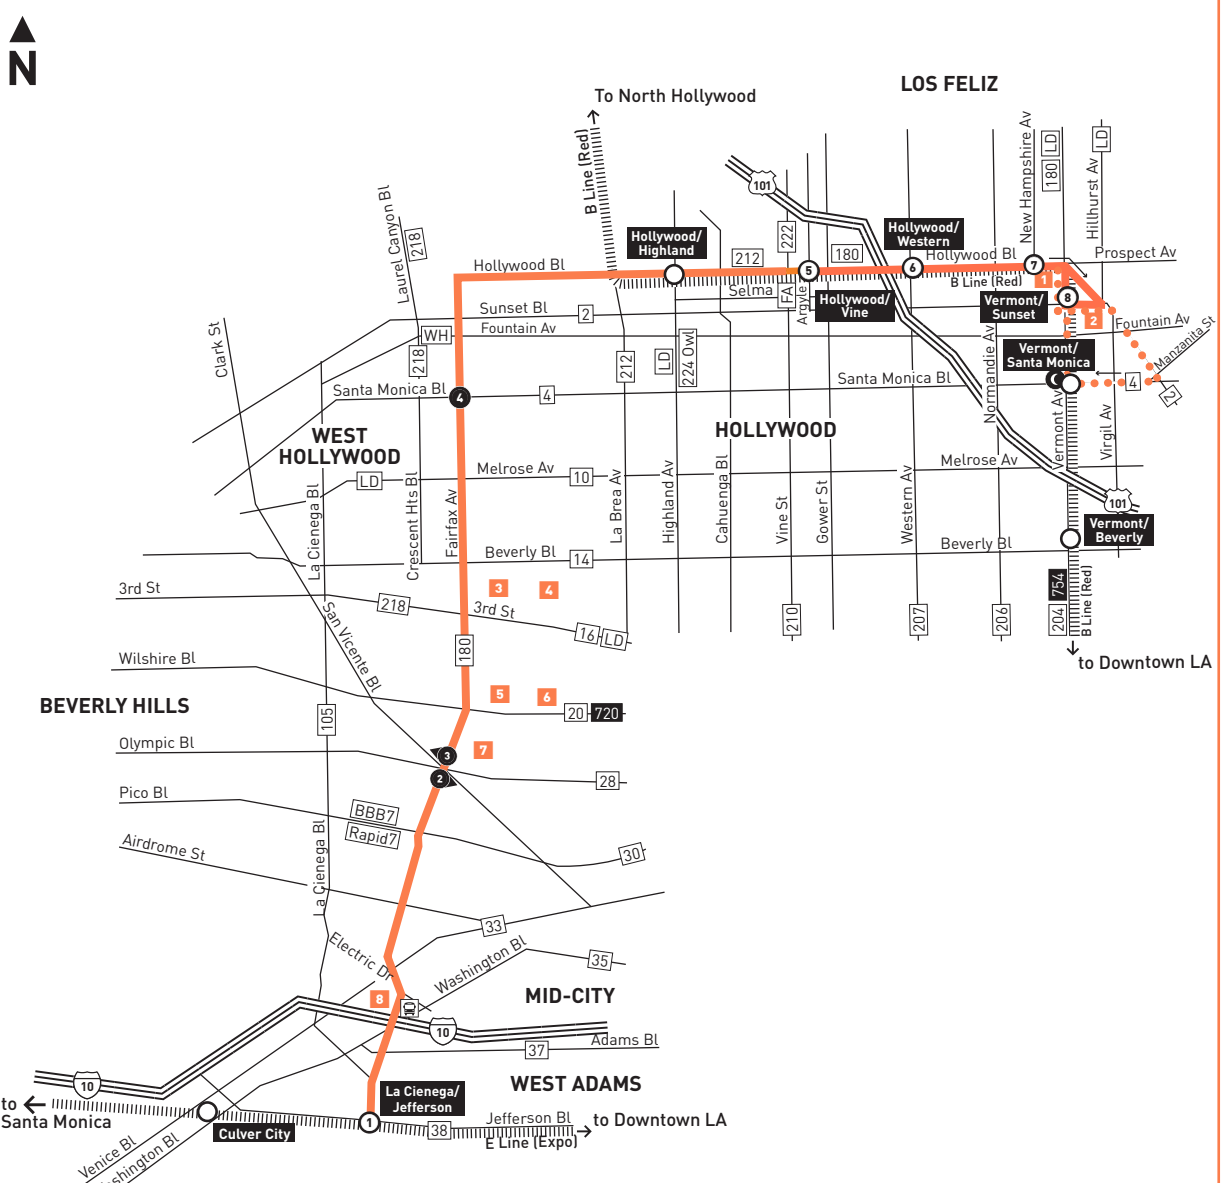 N
LOS FELIZ
To North Hollywood
B Line (Red)
101
New Hampshire Av
180
LD
LD
Hillhurst Av
Laurel Canyon Bl
218
Hollywood/
Highland
222
Hollywood/
Western
Hollywood Bl
212
5
180
6
Hollywood Bl
7
Prospect Av
1
B Line (Red)
Selma
FA
Argyle
Hollywood/
Vine
Vermont/
Sunset
8
2
Sunset Bl
2
Fountain Av
WH
Fountain Av
Manzanita St
Clark St
218
212
LD
224 Owl
Normandie Av
Vermont/
Santa Monica
Santa Monica Bl
4
4
Santa Monica Bl
4
2
WEST
HOLLYWOOD
HOLLYWOOD
Vermont Av
Virgil Av
LD
Melrose Av
10
Melrose Av
La Cienega Bl
Crescent Hts Bl
Fairfax Av
La Brea Av
Highland Av
Cahuenga Bl
Vine St
Gower St
Western Av
101
Vermont/
Beverly
Beverly Bl
14
Beverly Bl
3rd St
218
3
4
3rd St
16
LD
San Vicente Bl
180
210
207
206
204
754
B Line (Red)
to Downtown LA
Wilshire Bl
5
6
20
720
BEVERLY HILLS
105
Olympic Bl
3
7
2
28
Pico Bl
BBB7
Rapid7
30
Airdrome St
La Cienega Bl
33
Electric Dr
Washington Bl
35
8
MID-CITY
10
Adams Bl
37
10
WEST ADAMS
La Cienega/
Jefferson
to
Santa Monica
1
Culver City
38
Jefferson Bl
E Line (Expo)
to Downtown LA
Venice Bl